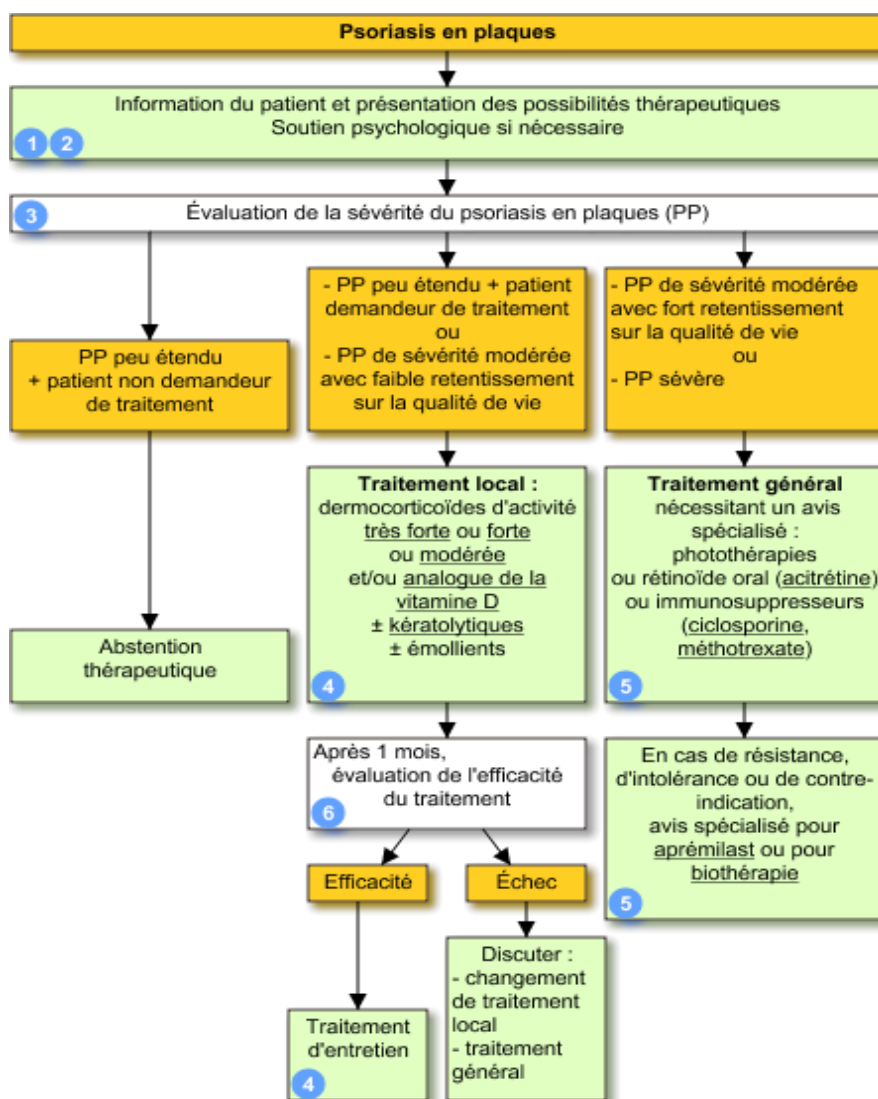 Psoriasis en plaques
Information du patient et présentation des possibilités thérapeutiques
Soutien psychologique si nécessaire
1 2
3
Évaluation de la sévérité du psoriasis en plaques (PP)
PP peu étendu
+ patient non demandeur
de traitement
- PP peu étendu + patient
demandeur de traitement
ou
- PP de sévérité modérée
avec faible retentissement
sur la qualité de vie
- PP de sévérité modérée
avec fort retentissement
sur la qualité de vie
ou
- PP sévère
Abstention
thérapeutique
Traitement local :
dermocorticoïdes d'activité
très forte ou forte
ou modérée
et/ou analogue de la
vitamine D
± kératolytiques
± émollients
4
Traitement général
nécessitant un avis
spécialisé :
photothérapies
ou rétinoïde oral (acitrétine)
ou immunosuppresseurs
(ciclosporine,
méthotrexate)
5
Après 1 mois,
évaluation de l'efficacité
du traitement
6
En cas de résistance,
d'intolérance ou de contre-
indication,
avis spécialisé pour
aprémilast ou pour
biothérapie
5
Efficacité
Échec
Traitement
d'entretien
4
Discuter :
- changement
de traitement
local
- traitement
général